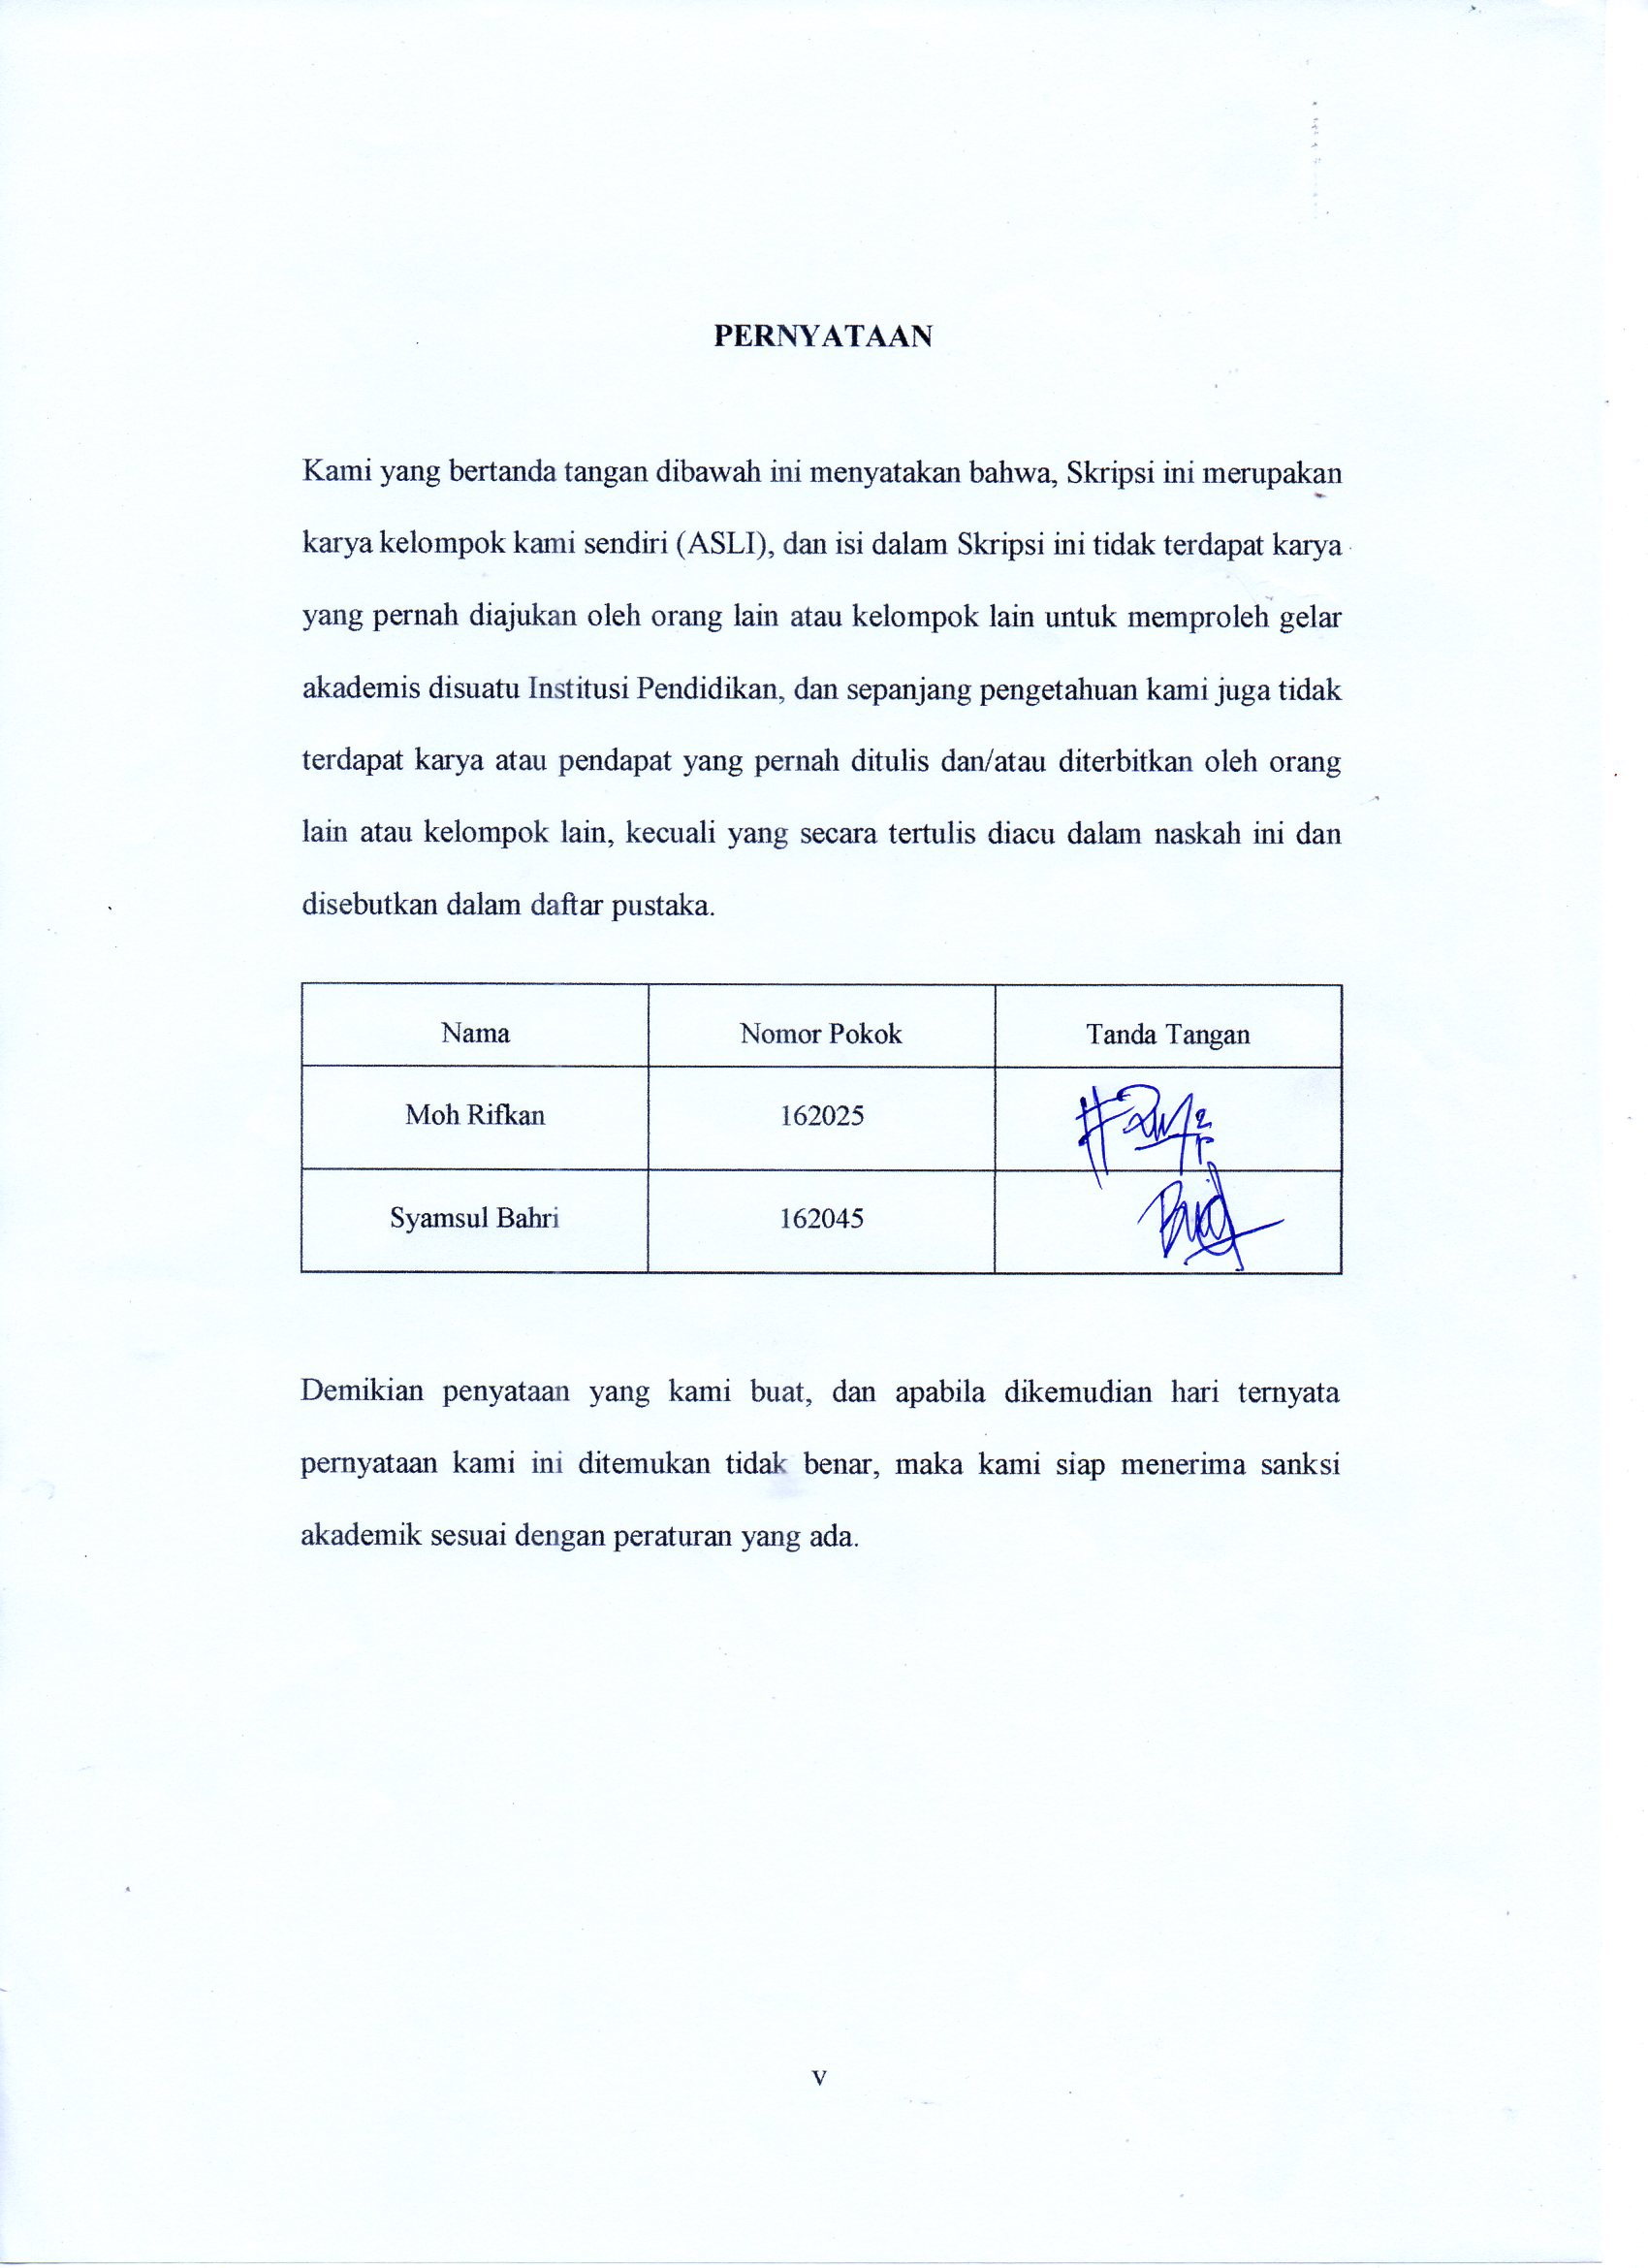 PERNYATAAN
Kami yang bertanda tangan dibawah ini menyatakan bahwa, Skripsi ini merupakan
karya kelompok kami sendiri (ASLI), dan isi dalam Skripsi ini tidak terdapat karya
yang pernah diajukan oleh orang lain atau kelompok lain untuk memproleh gelar
akademis disuatu Institusi Pendidikan, dan sepanjang pengetahuan kami juga tidak
terdapat karya atau pendapat yang pernah ditulis dan/atau diterbitkan oleh orang
lain atau kelompok lain, kecuali yang secara tertulis diacu dalam naskah ini dan
disebutkan dalam daftar pustaka.
Nama Nomor Pokok Tanda Tangan
Moh Rifkan 162025
Syamsul Bahri 162045
Demikian penyataan yang kami buat, dan apabila dikemudian hari ternyata
pernyataan kami ini ditemukan tidak benar, maka kami siap menerima sanksi
akademik sesuai dengan peraturan yang ada.
v